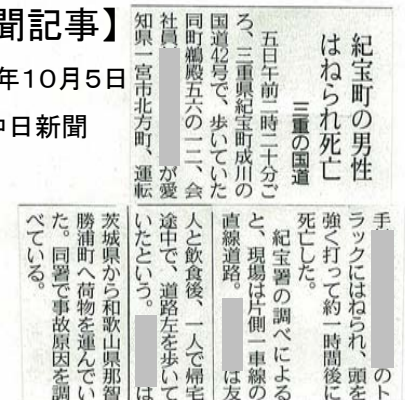 聞記事】
年10月5日
中日新聞
紀宝町の男性
はねられ死亡
三重の国道
五日午前二時二十分ご
ろ、三重県紀宝町成川の
国道42号で、歩いていた
同町鵜殿五六の一二、会
社員
が愛
知県一宮市北方町、運転
手
のト
ラックにはねられ、頭を
強く打って約一時間後に
死亡した。
紀宝署の調べによる
と、現場は片側一車線の
直線道路。
は友
人と飲食後、一人で帰宅
途中で、道路左を歩いて
いたという。
は
茨城県から和歌山県那智
勝浦町へ荷物を運んでい
た。同署で事故原因を調
べている。